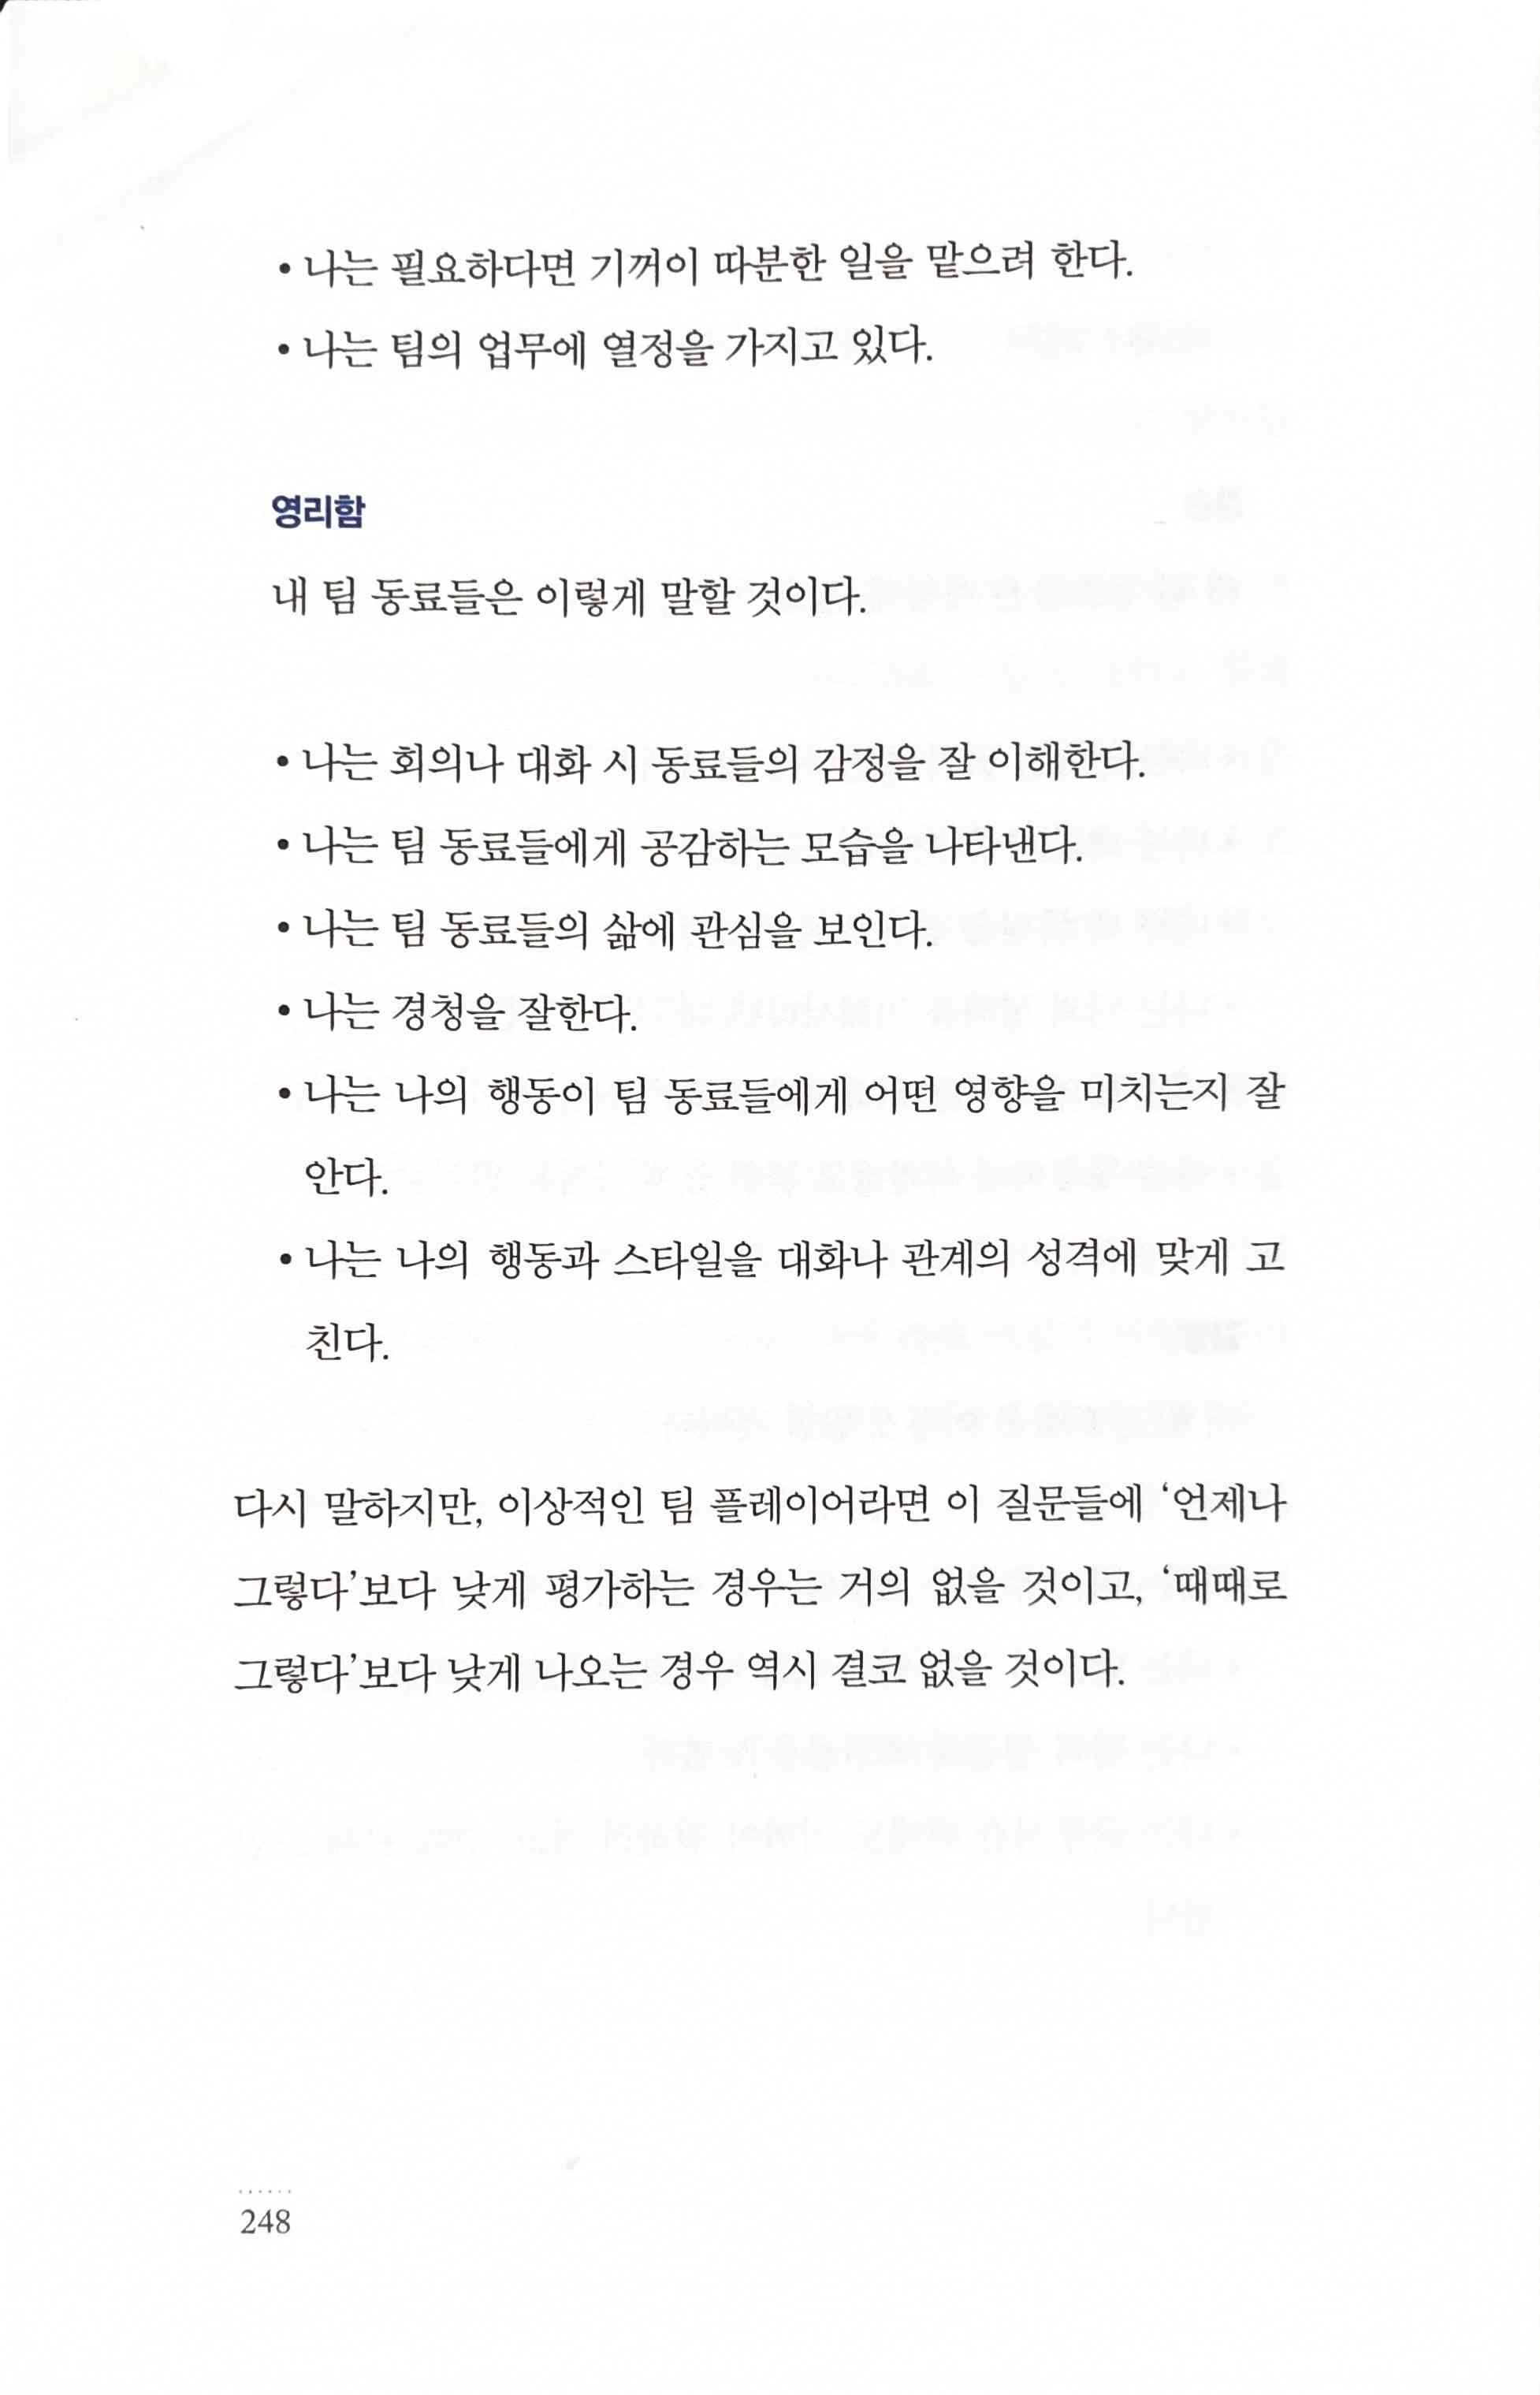 • 나는 필요하다면 기꺼이 따분한 일을 맡으려 한다.
• 나는 팀의 업무에 열정을 가지고 있다.
영리함
내 팀 동료들은 이렇게 말할 것이다.
• 나는 회의나 대화 시 동료들의 감정을 잘 이해한다.
• 나는 팀 동료들에게 공감하는 모습을 나타낸다.
• 나는 팀 동료들의 삶에 관심을 보인다.
• 나는 경청을 잘한다.
• 나는 나의 행동이 팀 동료들에게 어떤 영향을 미치는지 잘
안다.
• 나는 나의 행동과 스타일을 대화나 관계의 성격에 맞게 고
친다.
다시 말하지만, 이상적인 팀 플레이어라면 이 질문들에 ‘언제나
그렇다’보다 낮게 평가하는 경우는 거의 없을 것이고, ‘때때로
그렇다’보다 낮게 나오는 경우 역시 결코 없을 것이다.
248